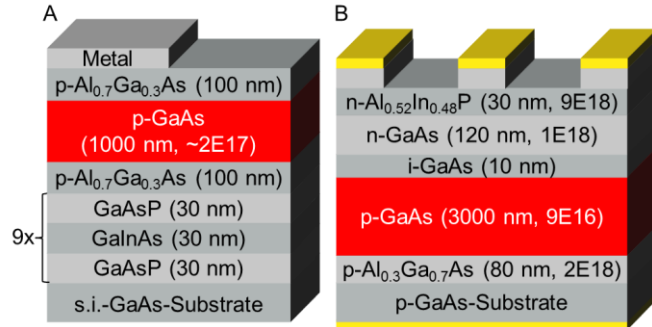 A
Metal
p-Al0.7Ga0.3As (100 nm)
p-GaAs
(1000 nm, ~2E17)
p-Al0.7Ga0.3As (100 nm)
9x
GaAsP (30 nm)
GaInAs (30 nm)
GaAsP (30 nm)
s.i.-GaAs-Substrate
B
n-Al0.52In0.48P (30 nm, 9E18)
n-GaAs (120 nm, 1E18)
i-GaAs (10 nm)
p-GaAs (3000 nm, 9E16)
p-Al0.3Ga0.7As (80 nm, 2E18)
p-GaAs-Substrate